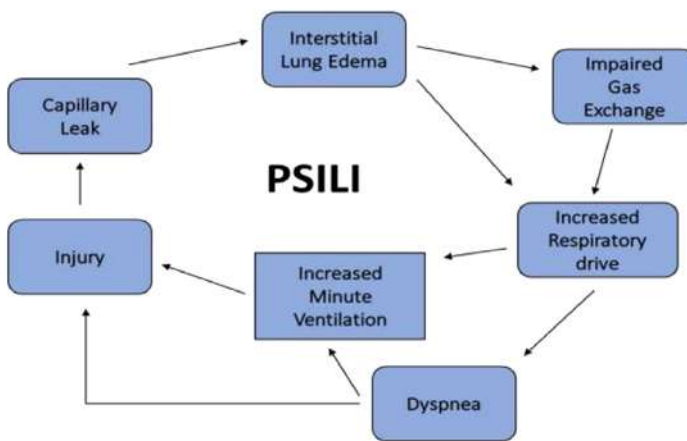 Interstitial
Lung Edema
Impaired
Gas
Exchange
Capillary
Leak
PSILI
Increased
Respiratory
drive
Injury
Increased
Minute
Ventilation
Dyspnea